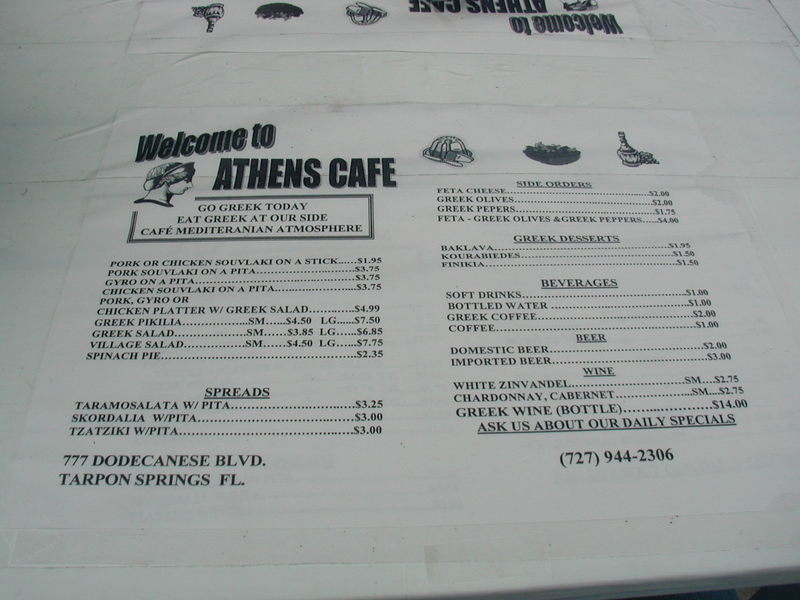 Welcome to
ATHENS CAFE
Welcome to
ATHENS CAFE
GO GREEK TODAY
EAT GREEK AT OUR SIDE
CAFÉ MEDITERANIAN ATMOSPHERE
PORK OR CHICKEN SOUVLAKI ON A STICK.....$1.95
PORK SOUVLAKI ON A PITA............................$3.75
GYRO ON A PITA...........................................$3.75
CHICKEN SOUVLAKI ON A PITA.....................$3.75
PORK, GYRO OR
CHICKEN PLATTER W/ GREEK SALAD...........$4.99
GREEK PIKILIA................SM.....$4.50 LG....$7.50
GREEK SALAD.................SM.....$3.85 LG....$6.85
VILLAGE SALAD..............SM.....$4.50 LG....$7.75
SPINACH PIE................................................$2.35
SPREADS
TARAMOSALATA W/ PITA............................$3.25
SKORDALIA W/PITA....................................$3.00
TZATZIKI W/PITA.........................................$3.00
777 DODECANESE BLVD.
TARPON SPRINGS FL.
SIDE ORDERS
FETA CHEESE.........................................$2.00
GREEK OLIVES........................................$2.00
GREEK PEPERS.......................................$1.75
FETA - GREEK OLIVES &GREEK PEPPERS....$4.00
GREEK DESSERTS
BAKLAVA................................................$1.95
KOURABIEDES........................................$1.50
FINIKIA..................................................$1.50
BEVERAGES
SOFT DRINKS.........................................$1.00
BOTTLED WATER ..................................$1.00
GREEK COFFEE......................................$2.00
COFFEE..................................................$1.00
BEER
DOMESTIC BEER....................................$2.00
IMPORTED BEER....................................$3.00
WINE
WHITE ZINVANDEL..........................SM....$2.75
CHARDONNAY, CABERNET................SM....$2.75
GREEK WINE (BOTTLE)......................$14.00
ASK US ABOUT OUR DAILY SPECIALS
(727) 944-2306